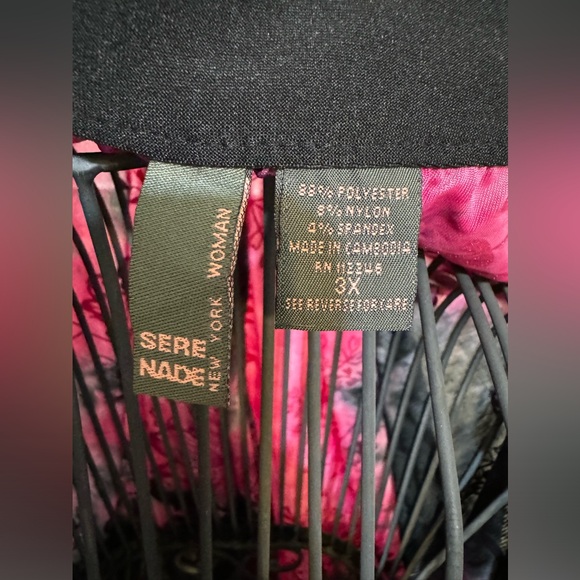 SERE
NADE
NEW YORK WOMAN
88% POLYESTER
8% NYLON
4% SPANDEX
MADE IN CAMBODIA
RN 112246
3X
SEE REVERSE FOR CARE